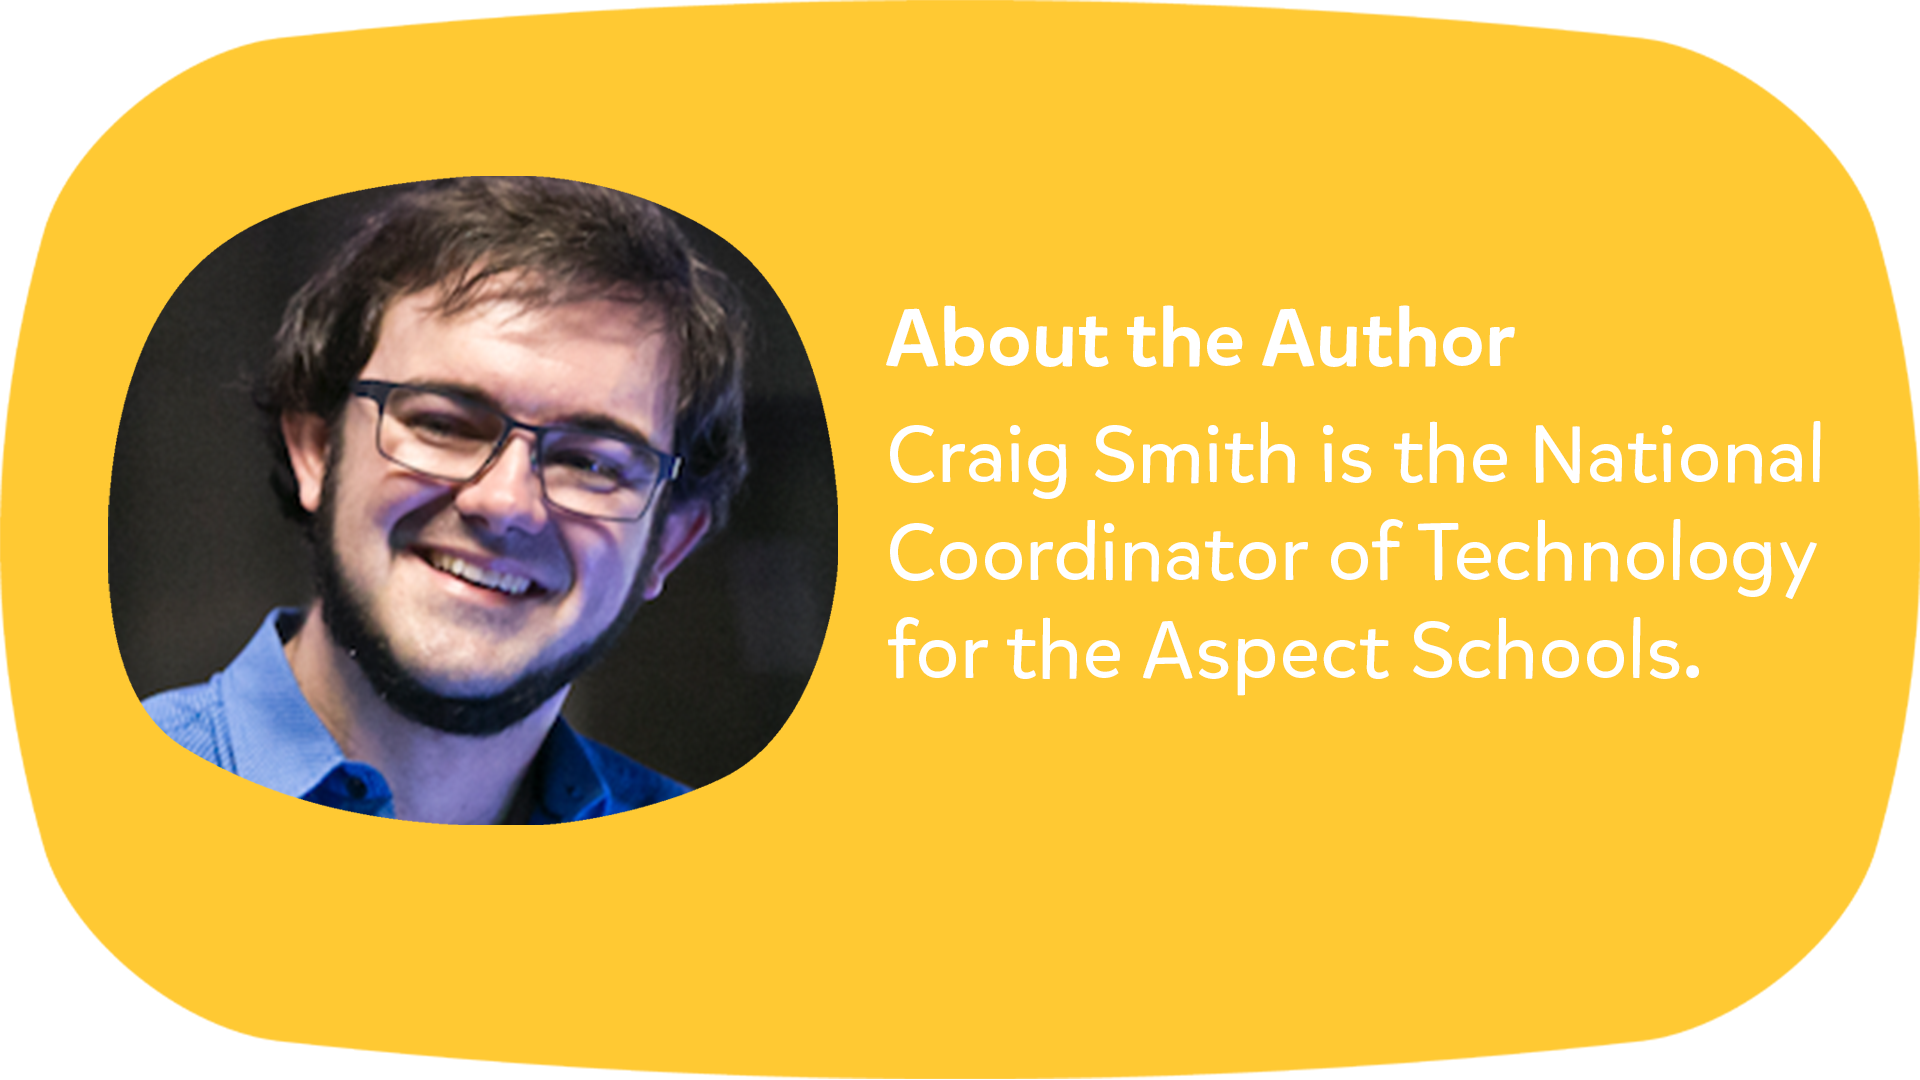 About the Author
Craig Smith is the National
Coordinator of Technology
for the Aspect Schools.